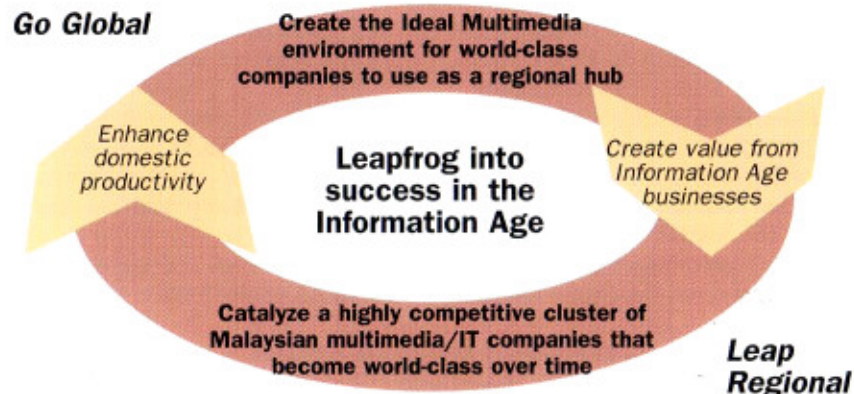 Go Global
Create the Ideal Multimedia
environment for world-class
companies to use as a regional hub
Enhance
domestic
productivity
Leapfrog into
success in the
Information Age
Create value from
Information Age
businesses
Catalyze a highly competitive cluster of
Malaysian multimedia/IT companies that
become world-class over time
Leap
Regional